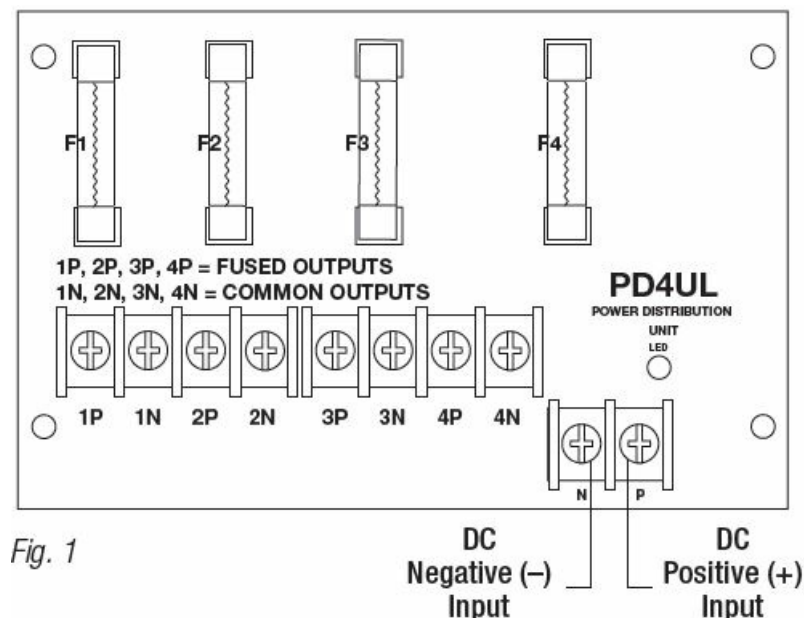 F1
F2
F3
F4
1P, 2P, 3P, 4P = FUSED OUTPUTS
1N, 2N, 3N, 4N = COMMON OUTPUTS
PD4UL
POWER DISTRIBUTION
UNIT
LED
1P 1N 2P 2N 3P 3N 4P 4N
N P
Fig. 1
DC
Negative (–)
Input
DC
Positive (+)
Input